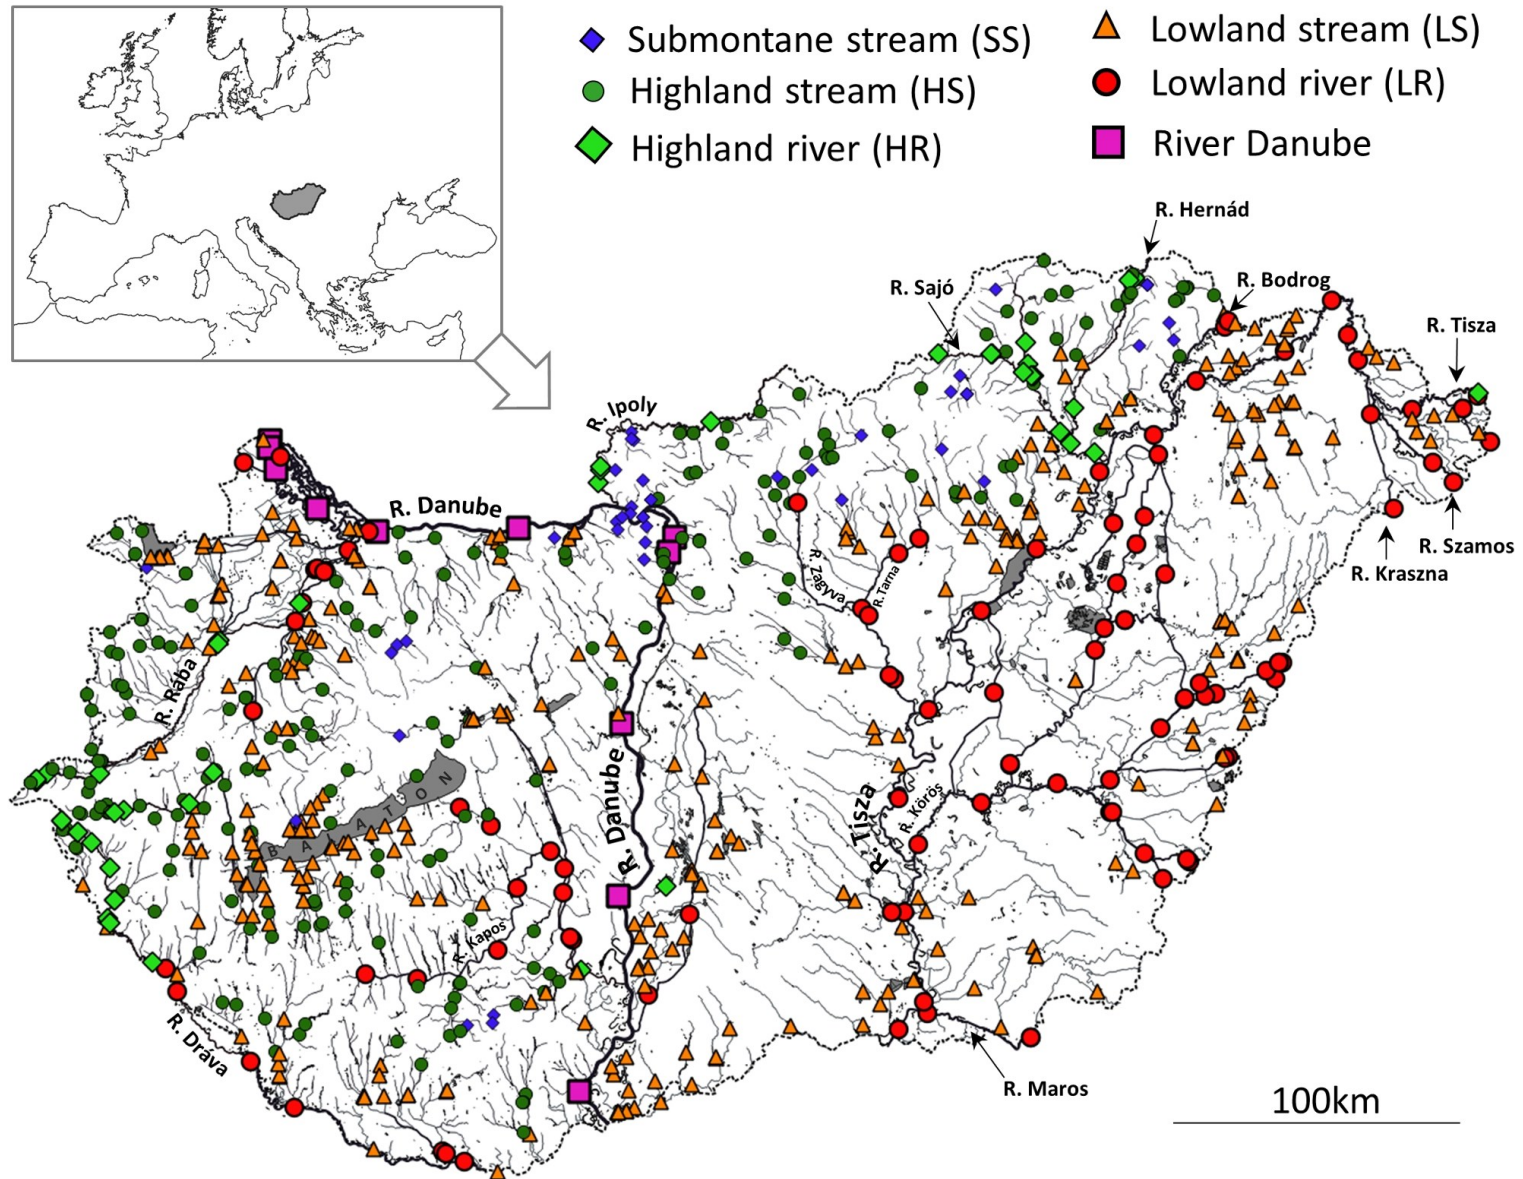 Submontane stream (SS)
Highland stream (HS)
Highland river (HR)
Lowland stream (LS)
Lowland river (LR)
River Danube
R. Hernád
R. Sajó
R. Bodrog
R. Tisza
R. Ipoly
R. Danube
R. Szamos
R. Kraszna
R. Zagyva
R. Tarna
R. Rába
R. Danube
BALATON
R. Tisza
R. Körös
R. Kapos
R. Dráva
R. Maros
100km